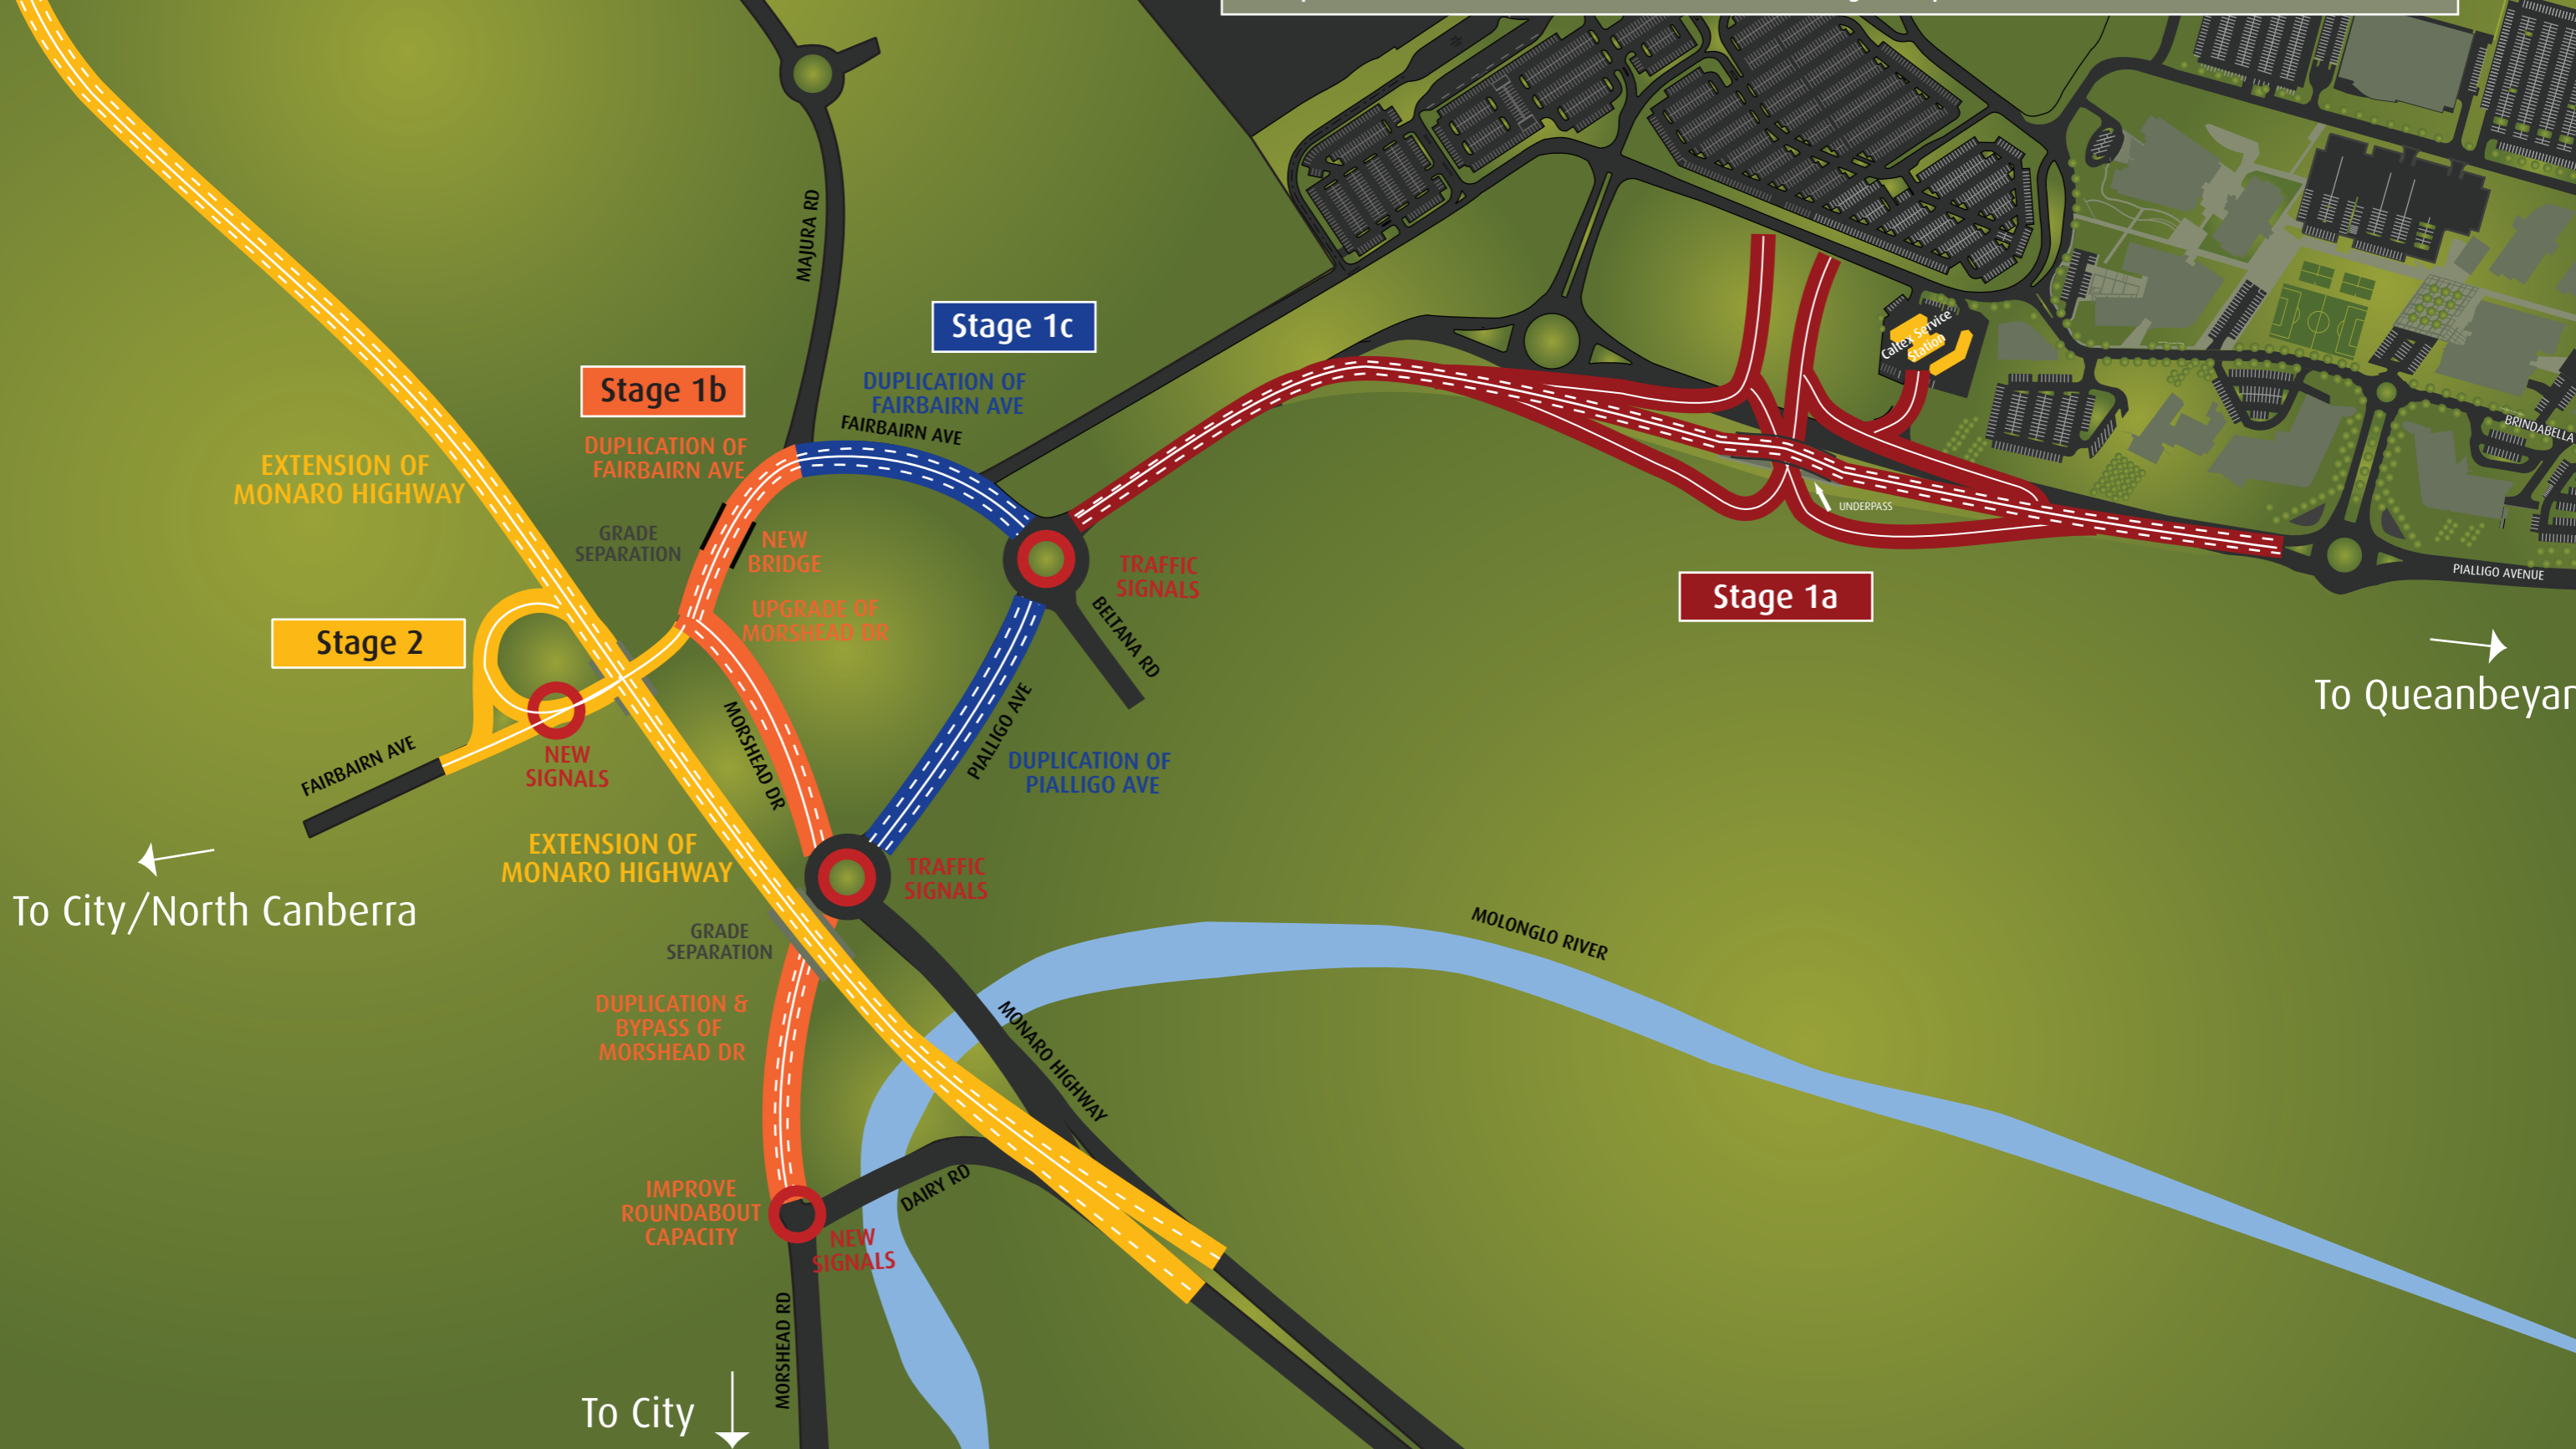 MAJURA RD
Stage 1c
DUPLICATION OF
FAIRBAIRN AVE
FAIRBAIRN AVE
Stage 1b
DUPLICATION OF
FAIRBAIRN AVE
Caltex Service
Station
BRINDABELLA
EXTENSION OF
MONARO HIGHWAY
GRADE
SEPARATION
NEW
BRIDGE
UNDERPASS
TRAFFIC
SIGNALS
PIALLIGO AVENUE
Stage 1a
UPGRADE OF
MORSHEAD DR
BELTANA RD
Stage 2
To Queanbeyan
MORSHEAD DR
PIALLIGO AVE
DUPLICATION OF
PIALLIGO AVE
FAIRBAIRN AVE
NEW
SIGNALS
To City/North Canberra
EXTENSION OF
MONARO HIGHWAY
TRAFFIC
SIGNALS
GRADE
SEPARATION
MOLONGLO RIVER
DUPLICATION &
BYPASS OF
MORSHEAD DR
MONARO HIGHWAY
DAIRY RD
IMPROVE
ROUNDABOUT
CAPACITY
NEW
SIGNALS
MORSHEAD RD
To City